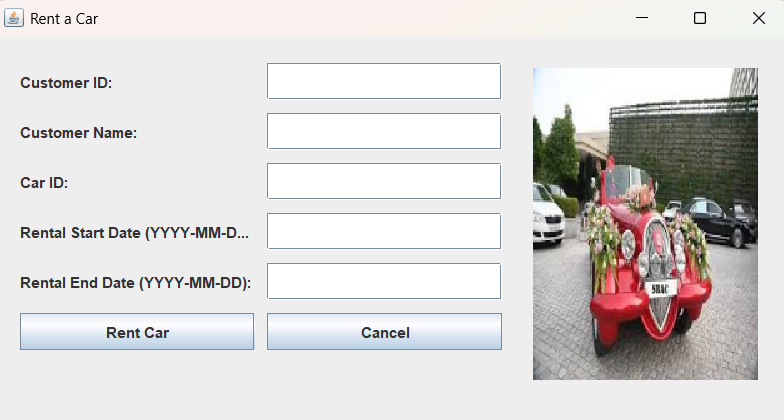 Rent a Car
Customer ID:
Customer Name:
Car ID:
Rental Start Date (YYYY-MM-D...
Rental End Date (YYYY-MM-DD):
Rent Car
Cancel
SRAC